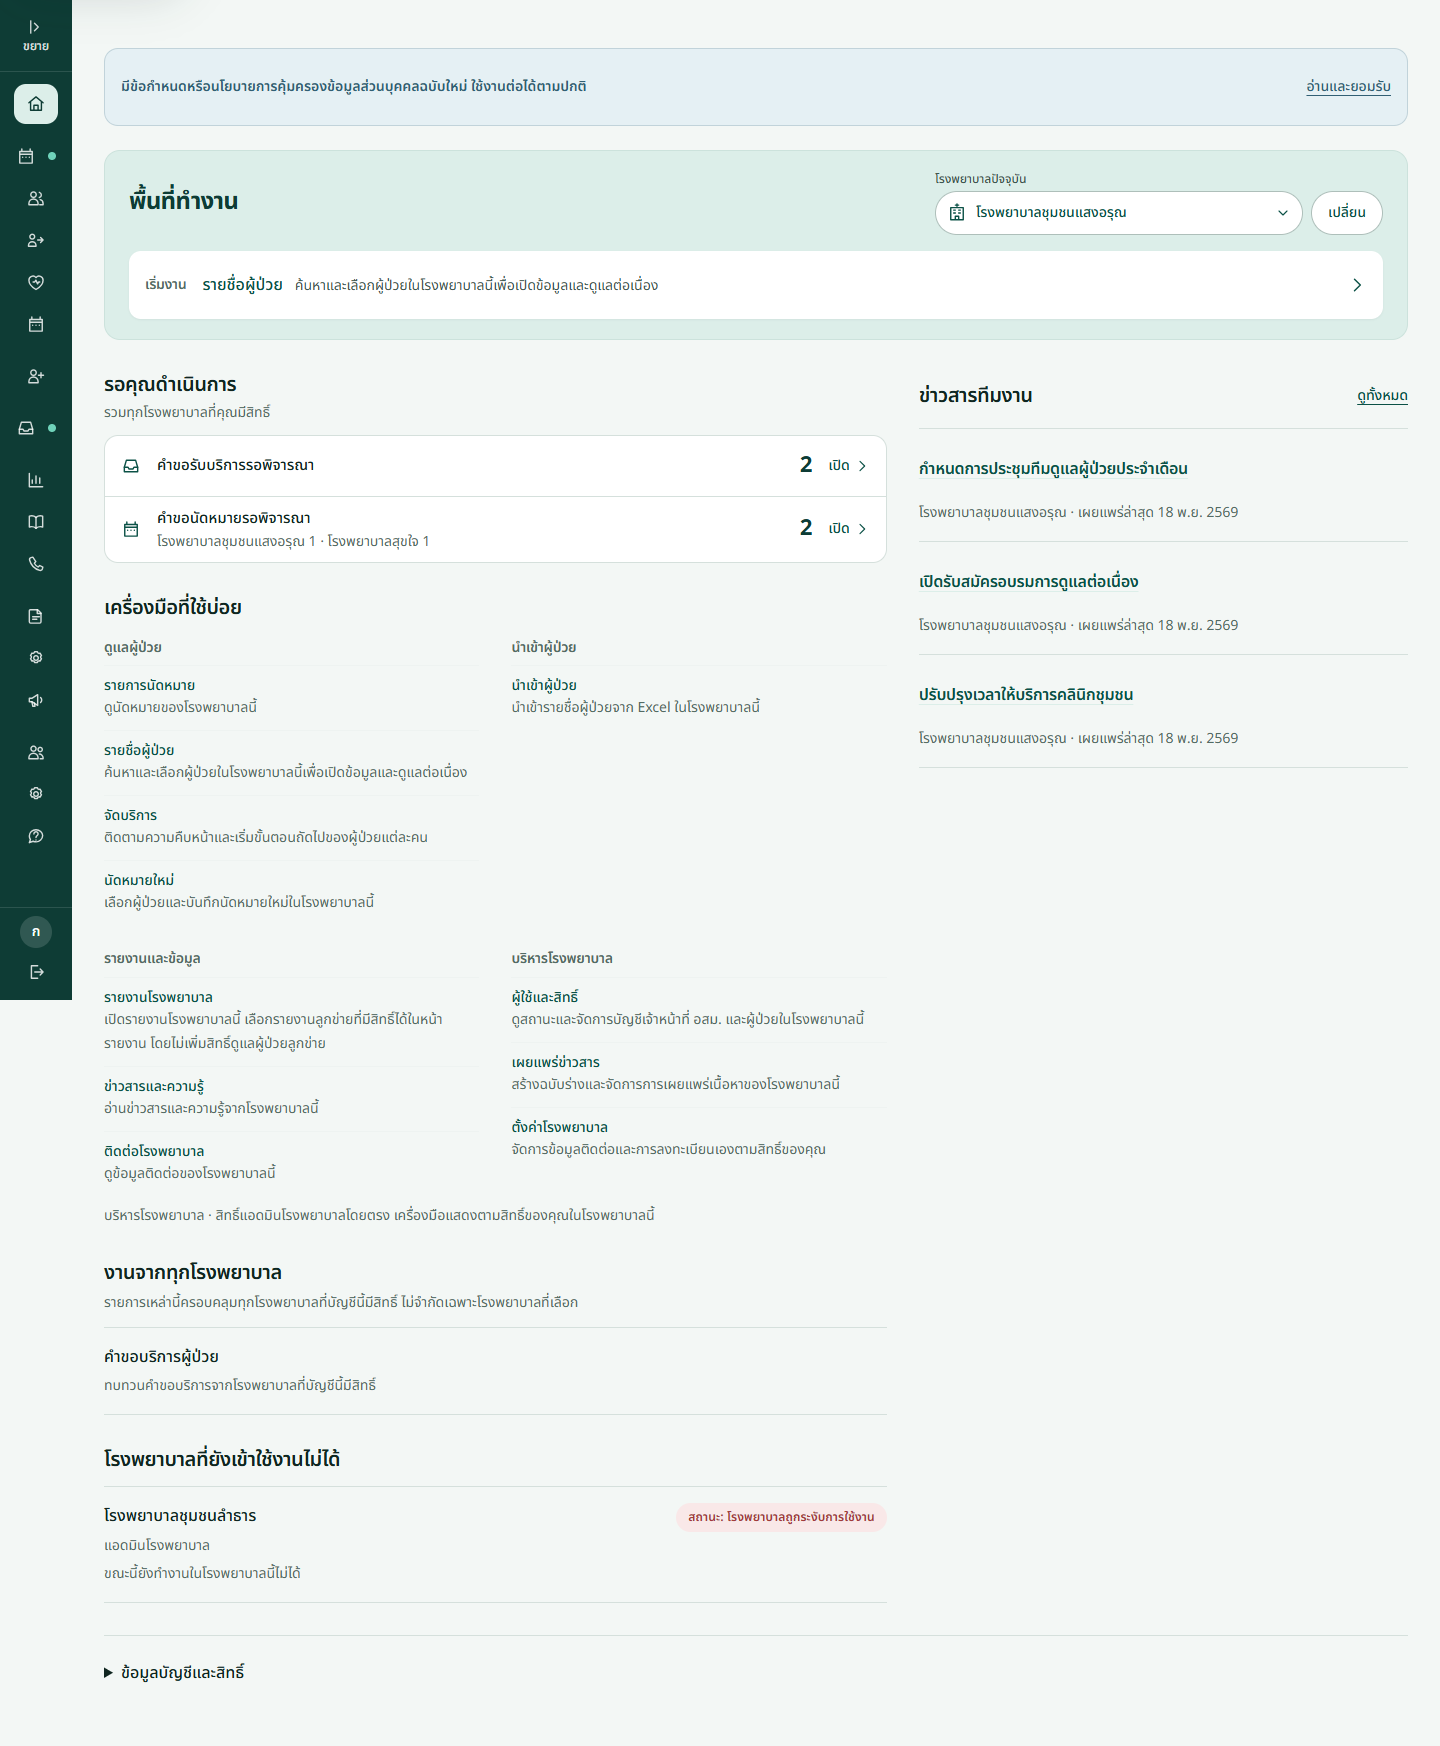 ขยาย
มีข้อกำหนดหรือนโยบายการคุ้มครองข้อมูลส่วนบุคคลฉบับใหม่ ใช้งานต่อได้ตามปกติ
อ่านและยอมรับ
พื้นที่ทำงาน
โรงพยาบาลปัจจุบัน
โรงพยาบาลชุมชนแสงอรุณ
เปลี่ยน
เริ่มงาน รายชื่อผู้ป่วย ค้นหาและเลือกผู้ป่วยในโรงพยาบาลนี้เพื่อเปิดข้อมูลและดูแลต่อเนื่อง
รอคุณดำเนินการ
รวมทุกโรงพยาบาลที่คุณมีสิทธิ์
คำขอรับบริการรอพิจารณา 2 เปิด
คำขอนัดหมายรอพิจารณา 2 เปิด
โรงพยาบาลชุมชนแสงอรุณ 1 · โรงพยาบาลสุขใจ 1
เครื่องมือที่ใช้บ่อย
ดูแลผู้ป่วย
รายการนัดหมาย
ดูนัดหมายของโรงพยาบาลนี้
รายชื่อผู้ป่วย
ค้นหาและเลือกผู้ป่วยในโรงพยาบาลนี้เพื่อเปิดข้อมูลและดูแลต่อเนื่อง
จัดบริการ
ติดตามความคืบหน้าและเริ่มขั้นตอนถัดไปของผู้ป่วยแต่ละคน
นัดหมายใหม่
เลือกผู้ป่วยและบันทึกนัดหมายใหม่ในโรงพยาบาลนี้
นำเข้าผู้ป่วย
นำเข้าผู้ป่วย
นำเข้ารายชื่อผู้ป่วยจาก Excel ในโรงพยาบาลนี้
รายงานและข้อมูล
รายงานโรงพยาบาล
เปิดรายงานโรงพยาบาลนี้ เลือกรายงานลูกข่ายที่มีสิทธิ์ได้ในหน้า
รายงาน โดยไม่เพิ่มสิทธิ์ดูแลผู้ป่วยลูกข่าย
ข่าวสารและความรู้
อ่านข่าวสารและความรู้จากโรงพยาบาลนี้
ติดต่อโรงพยาบาล
ดูข้อมูลติดต่อของโรงพยาบาลนี้
บริหารโรงพยาบาล
ผู้ใช้และสิทธิ์
ดูสถานะและจัดการบัญชีเจ้าหน้าที่ อสม. และผู้ป่วยในโรงพยาบาลนี้
เผยแพร่ข่าวสาร
สร้างฉบับร่างและจัดการการเผยแพร่เนื้อหาของโรงพยาบาลนี้
ตั้งค่าโรงพยาบาล
จัดการข้อมูลติดต่อและการลงทะเบียนเองตามสิทธิ์ของคุณ
บริหารโรงพยาบาล · สิทธิ์แอดมินโรงพยาบาลโดยตรง เครื่องมือแสดงตามสิทธิ์ของคุณในโรงพยาบาลนี้
งานจากทุกโรงพยาบาล
รายการเหล่านี้ครอบคลุมทุกโรงพยาบาลที่บัญชีนี้มีสิทธิ์ ไม่จำกัดเฉพาะโรงพยาบาลที่เลือก
คำขอบริการผู้ป่วย
ทบทวนคำขอบริการจากโรงพยาบาลที่บัญชีนี้มีสิทธิ์
โรงพยาบาลที่ยังเข้าใช้งานไม่ได้
โรงพยาบาลชุมชนลำธาร
สถานะ: โรงพยาบาลถูกระงับการใช้งาน
แอดมินโรงพยาบาล
ขณะนี้ยังทำงานในโรงพยาบาลนี้ไม่ได้
ข่าวสารทีมงาน
ดูทั้งหมด
กำหนดการประชุมทีมดูแลผู้ป่วยประจำเดือน
โรงพยาบาลชุมชนแสงอรุณ · เผยแพร่ล่าสุด 18 พ.ย. 2569
เปิดรับสมัครอบรมการดูแลต่อเนื่อง
โรงพยาบาลชุมชนแสงอรุณ · เผยแพร่ล่าสุด 18 พ.ย. 2569
ปรับปรุงเวลาให้บริการคลินิกชุมชน
โรงพยาบาลชุมชนแสงอรุณ · เผยแพร่ล่าสุด 18 พ.ย. 2569
ข้อมูลบัญชีและสิทธิ์
ก